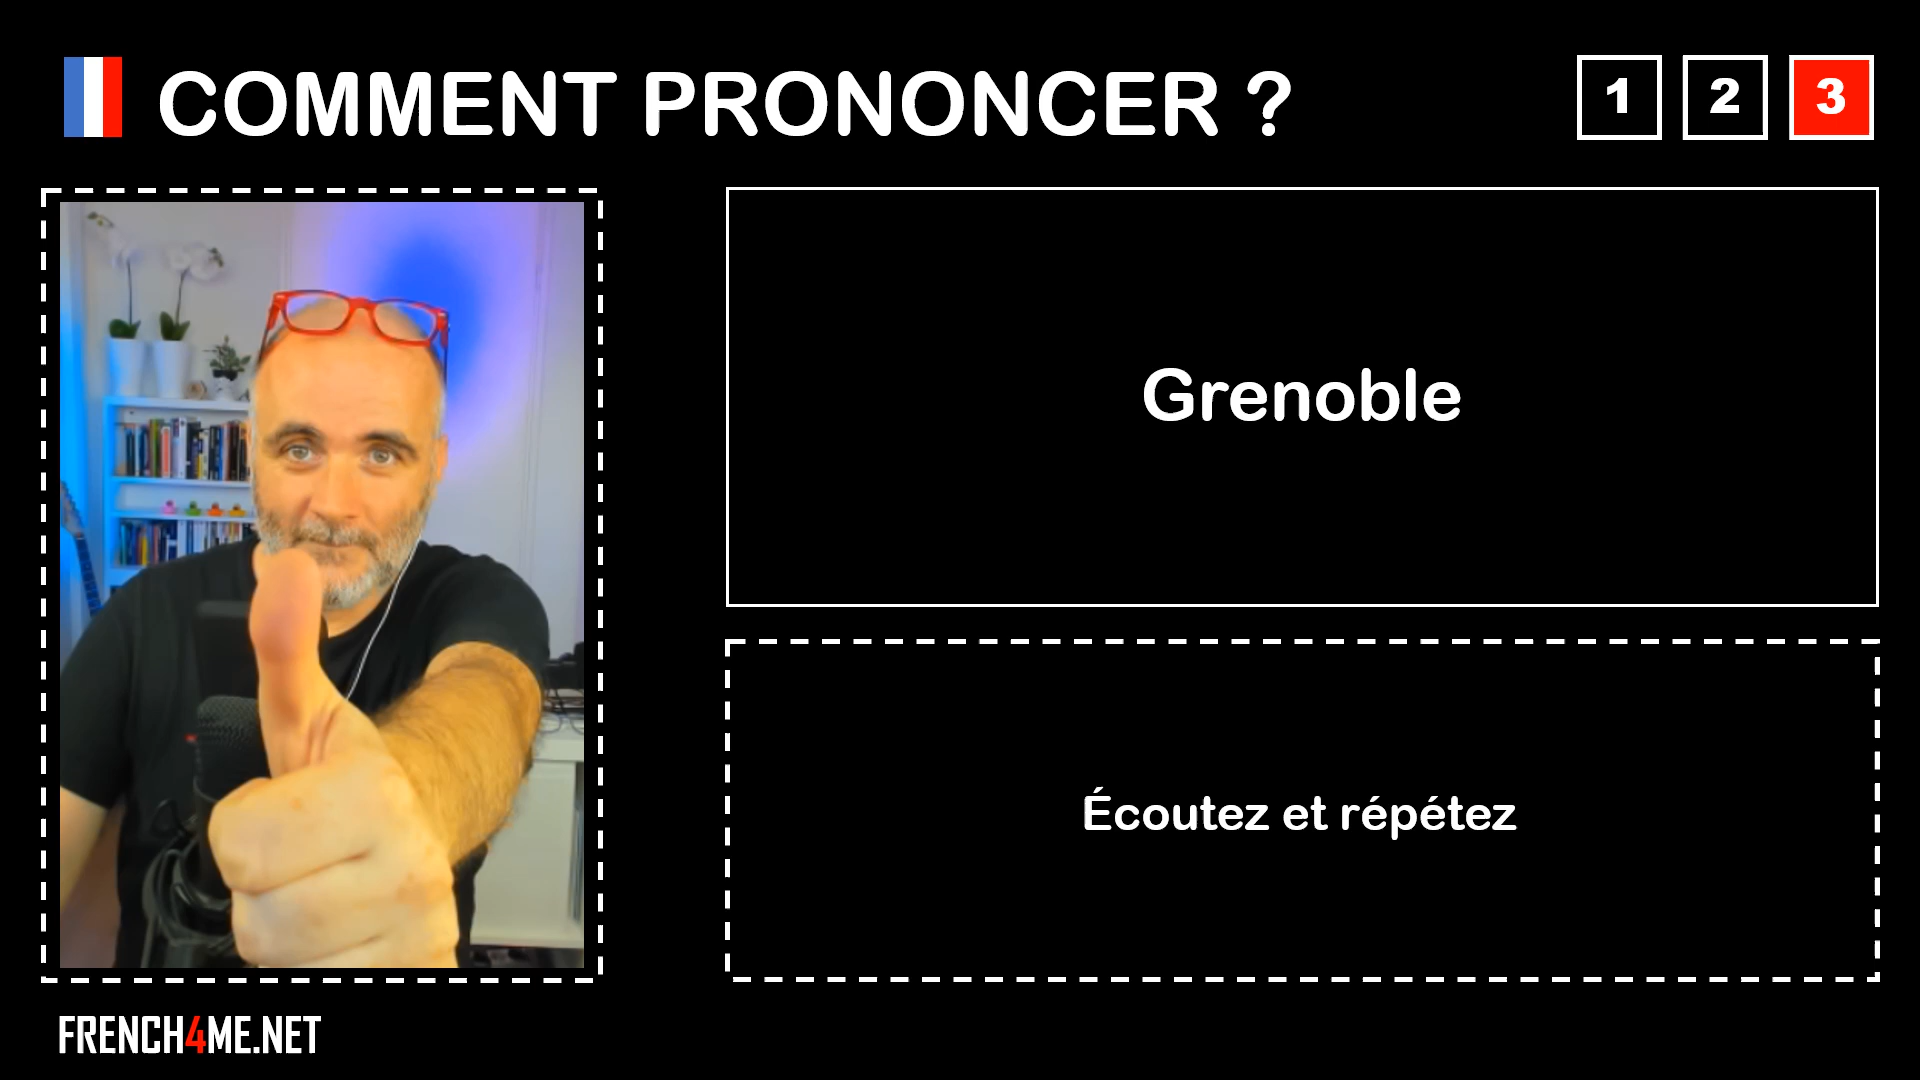 COMMENT PRONONCER ?
1 2 3
Grenoble
Écoutez et répétez
FRENCH4ME.NET